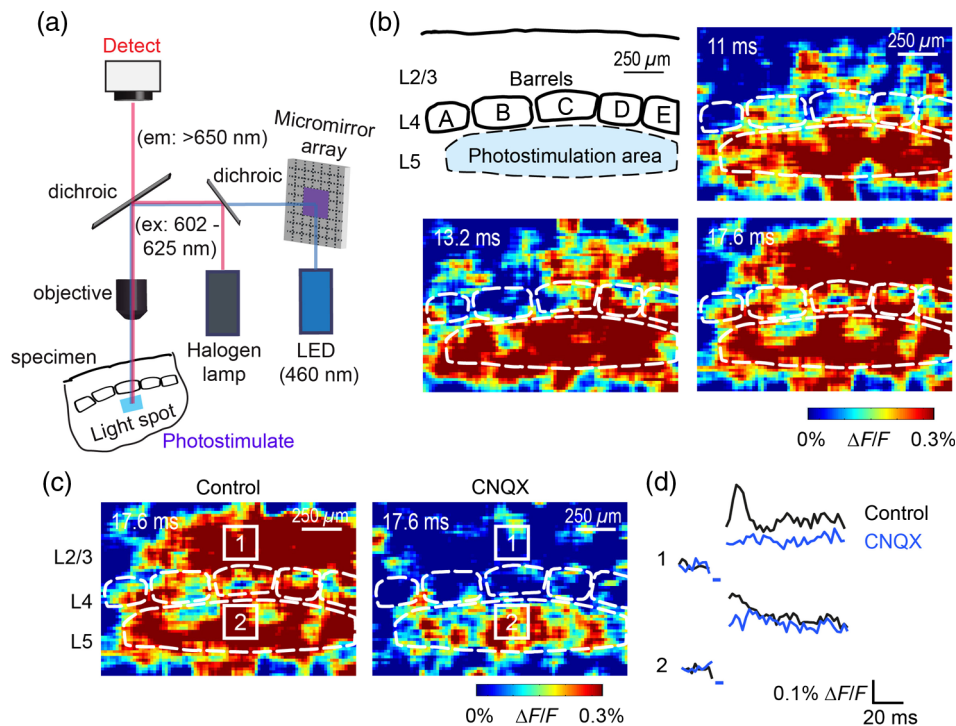 (a)
Detect
(em: >650 nm)
Micromirror
array
dichroic
dichroic
(ex: 602 -
625 nm)
objective
specimen
Halogen
lamp
LED
(460 nm)
Light spot
Photostimulate
(b)
250 µm
L2/3
Barrels
L4
A B C D E
L5
Photostimulation area
11 ms
250 µm
13.2 ms
17.6 ms
0% ΔF/F 0.3%
(c)
Control
CNQX
17.6 ms
250 µm
17.6 ms
250 µm
L2/3
L4
L5
1
2
1
2
0% ΔF/F 0.3%
(d)
Control
CNQX
1
2
0.1% ΔF/F
20 ms